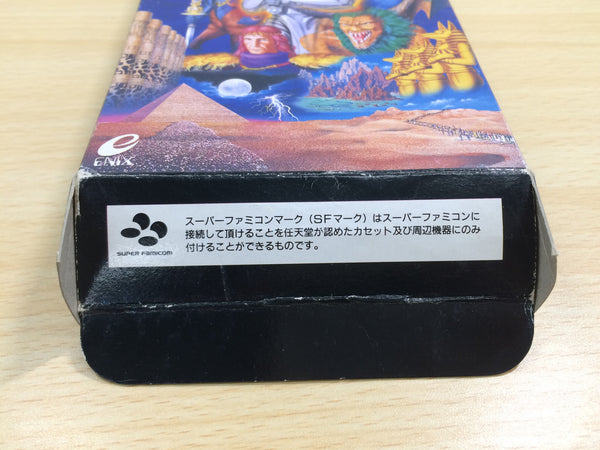 ENIX
スーパーファミコンマーク(SFマーク)はスーパーファミコンに
接続して頂けることを任天堂が認めたカセット及び周辺機器にのみ
付けることができるものです。
SUPER FAMICOM